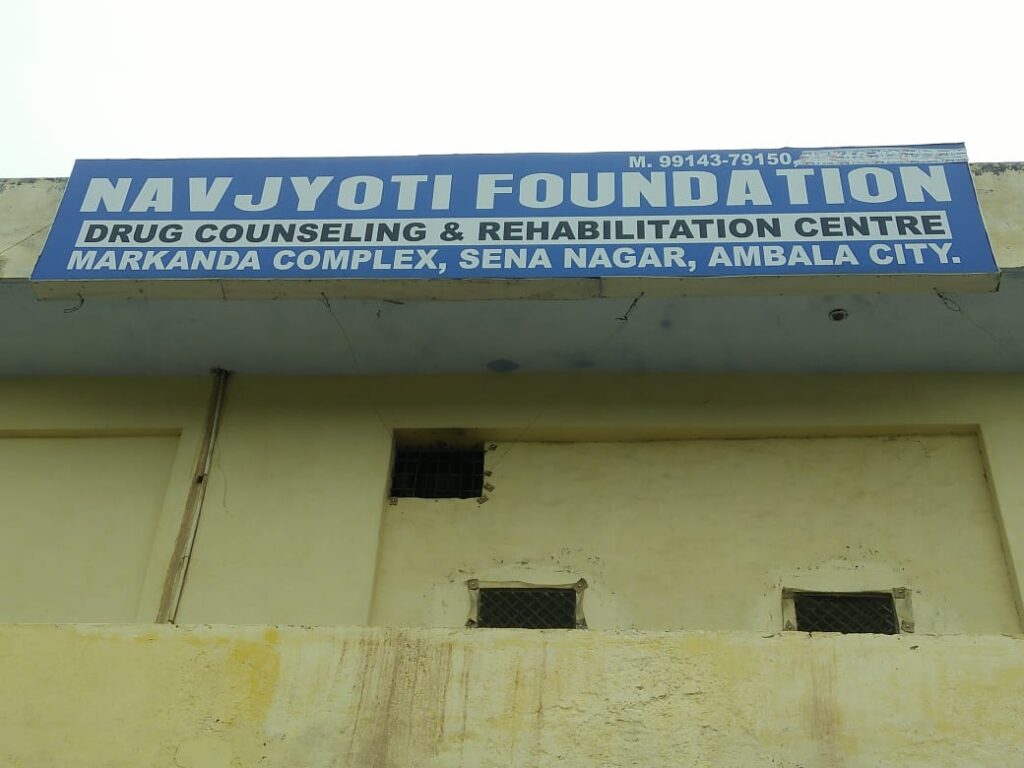 M. 99143-79150,
NAVJYOTI FOUNDATION
DRUG COUNSELING & REHABILITATION CENTRE
MARKANDA COMPLEX, SENA NAGAR, AMBALA CITY.